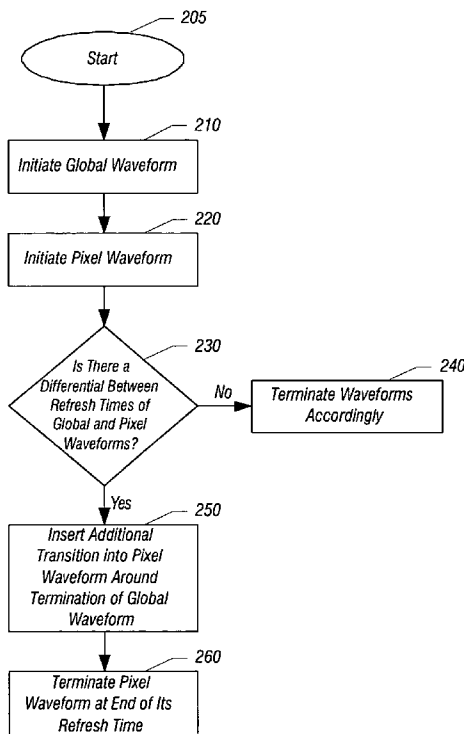 205
Start
210
Initiate Global Waveform
220
Initiate Pixel Waveform
230
Is There a
Differential Between
Refresh Times of
Global and Pixel
Waveforms?
No
240
Terminate Waveforms
Accordingly
Yes
250
Insert Additional
Transition into Pixel
Waveform Around
Termination of Global
Waveform
260
Terminate Pixel
Waveform at End of Its
Refresh Time